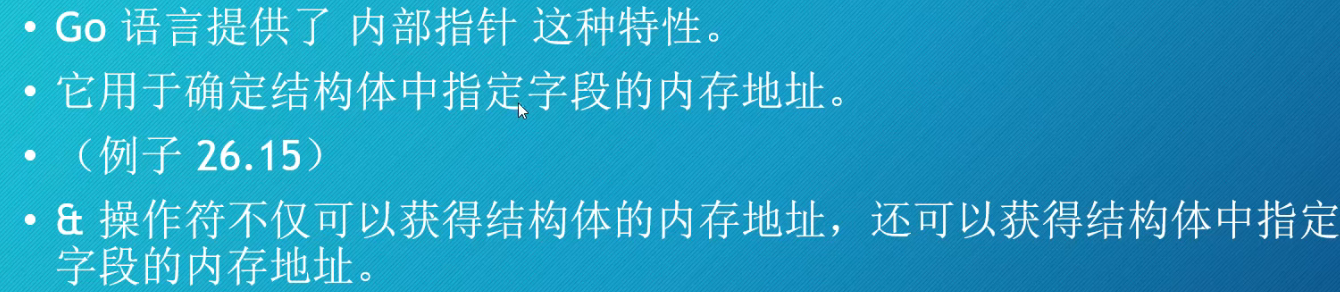 • Go 语言提供了 内部指针 这种特性。
• 它用于确定结构体中指定字段的内存地址。
• （例子 26.15）
• & 操作符不仅可以获得结构体的内存地址，还可以获得结构体中指定
字段的内存地址。